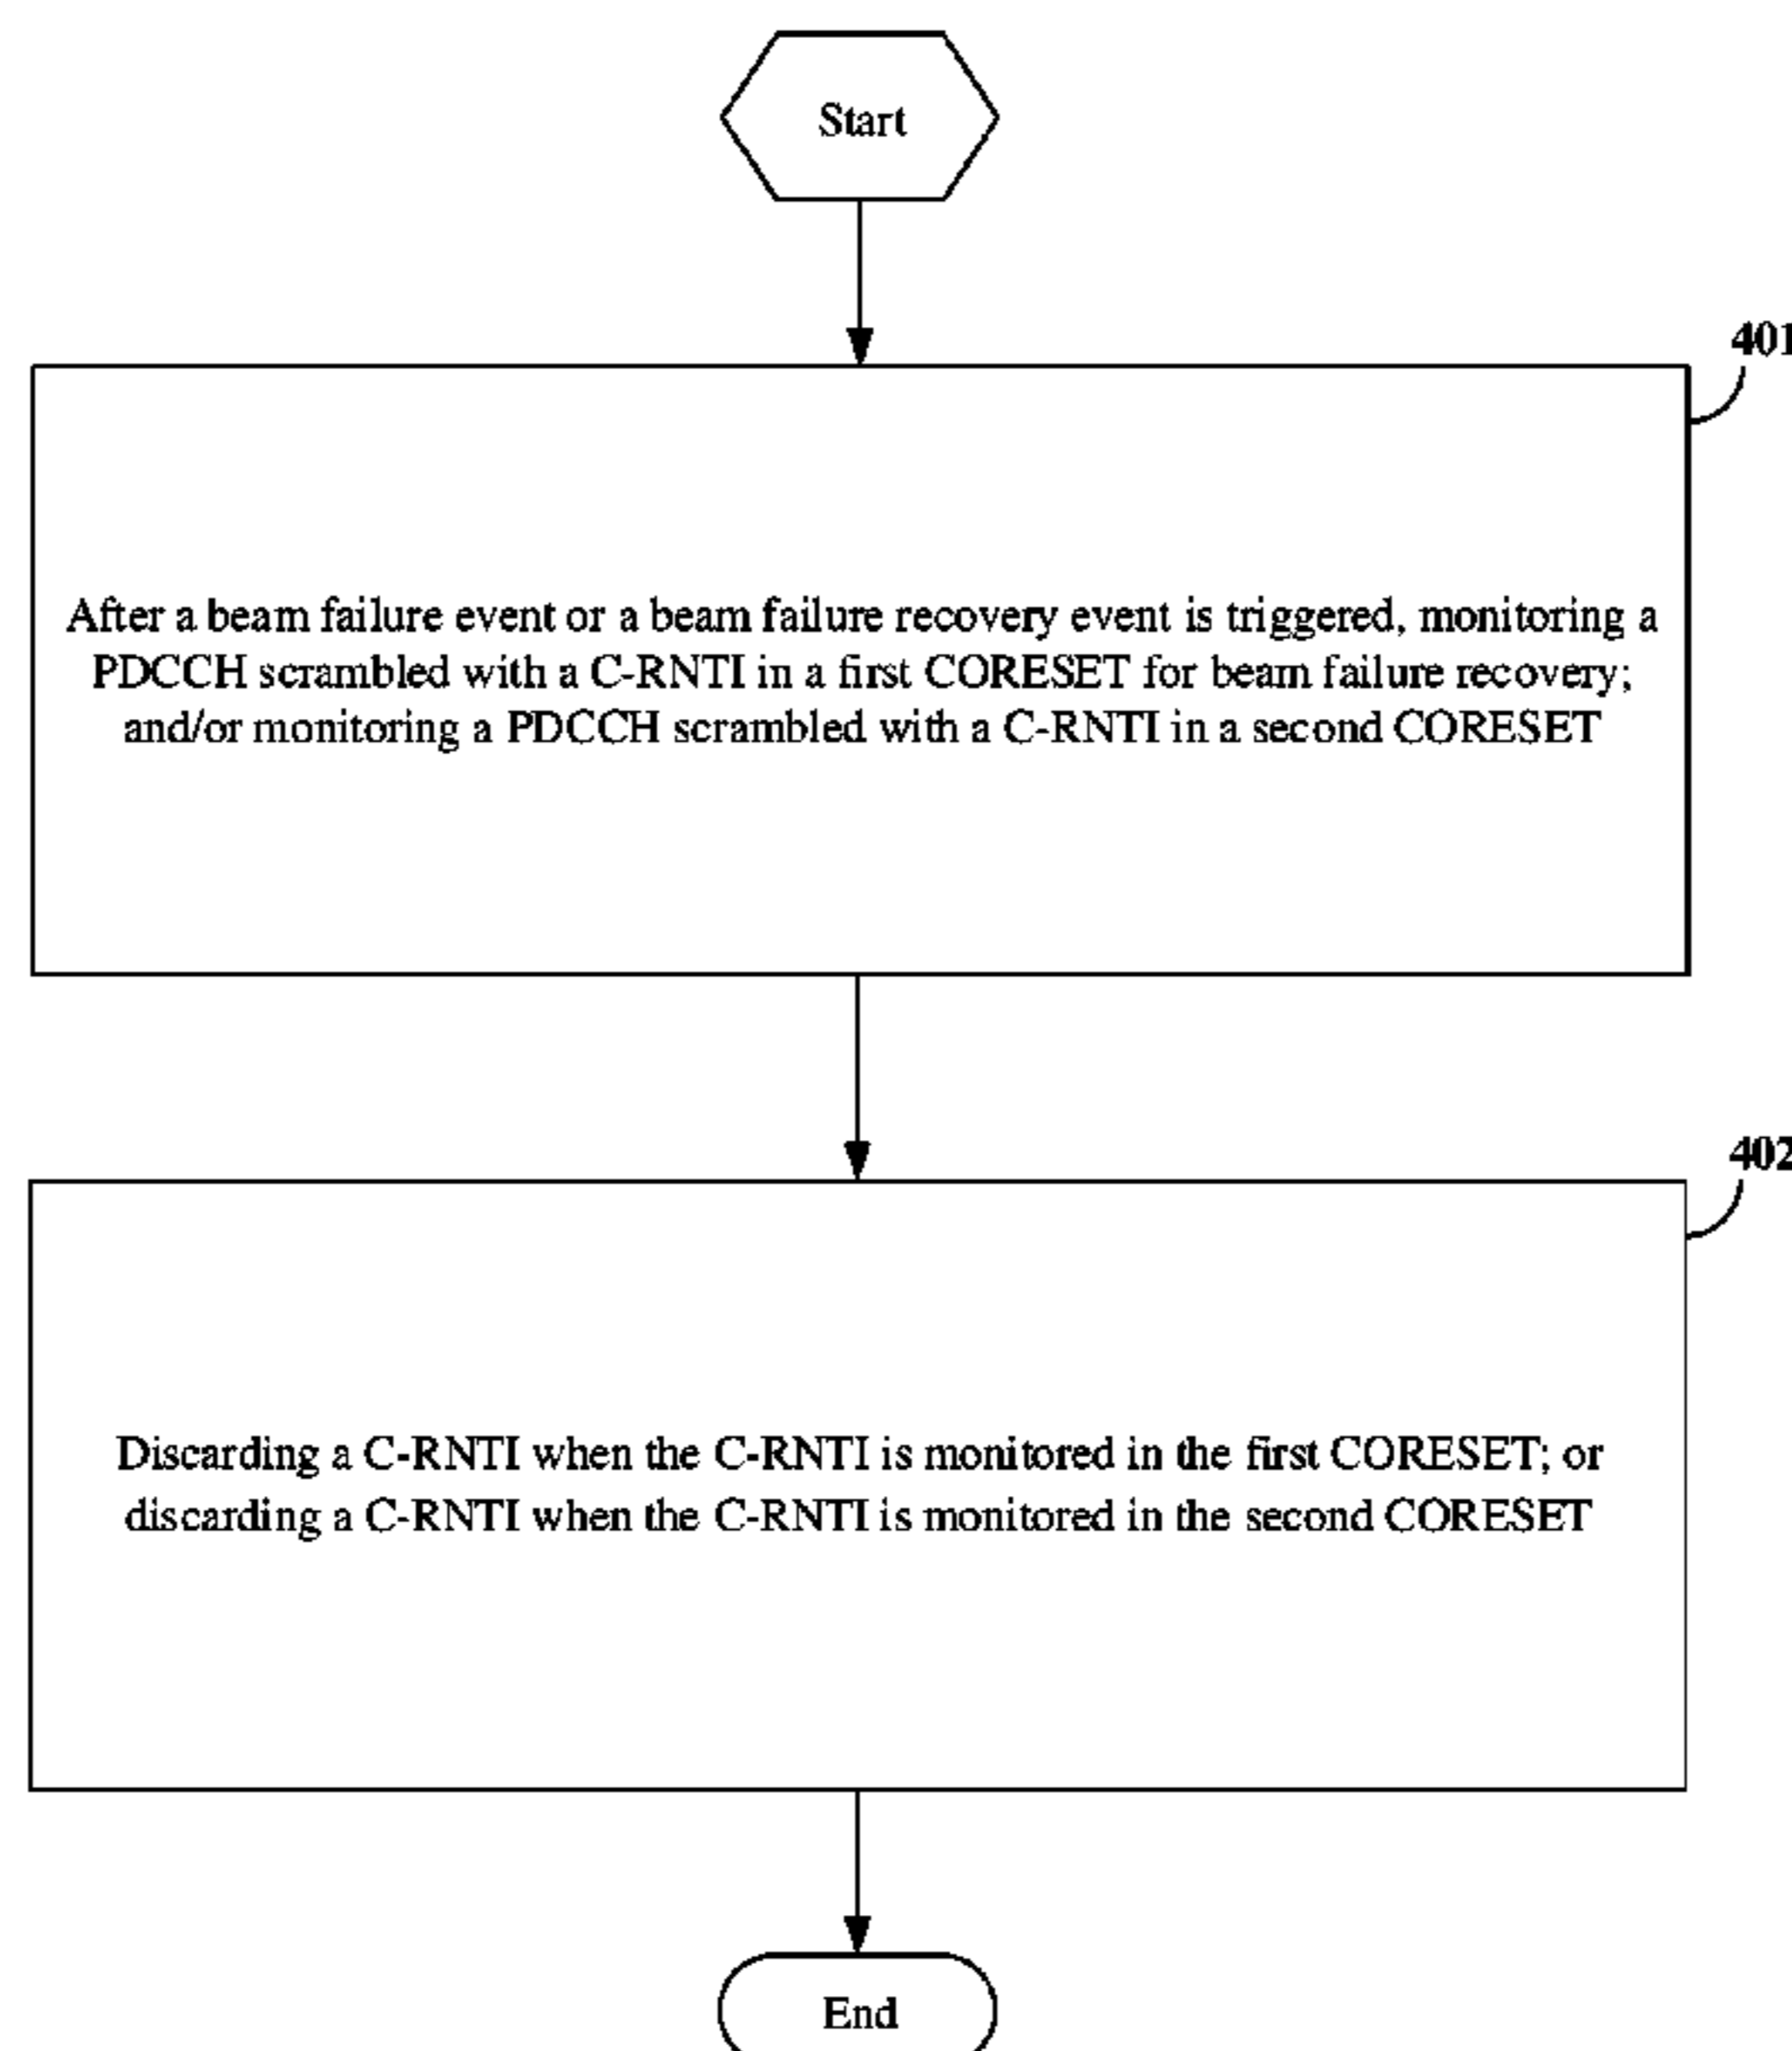 Start
401
After a beam failure event or a beam failure recovery event is triggered, monitoring a
PDCCH scrambled with a C-RNTI in a first CORESET for beam failure recovery;
and/or monitoring a PDCCH scrambled with a C-RNTI in a second CORESET
402
Discarding a C-RNTI when the C-RNTI is monitored in the first CORESET; or
discarding a C-RNTI when the C-RNTI is monitored in the second CORESET
End